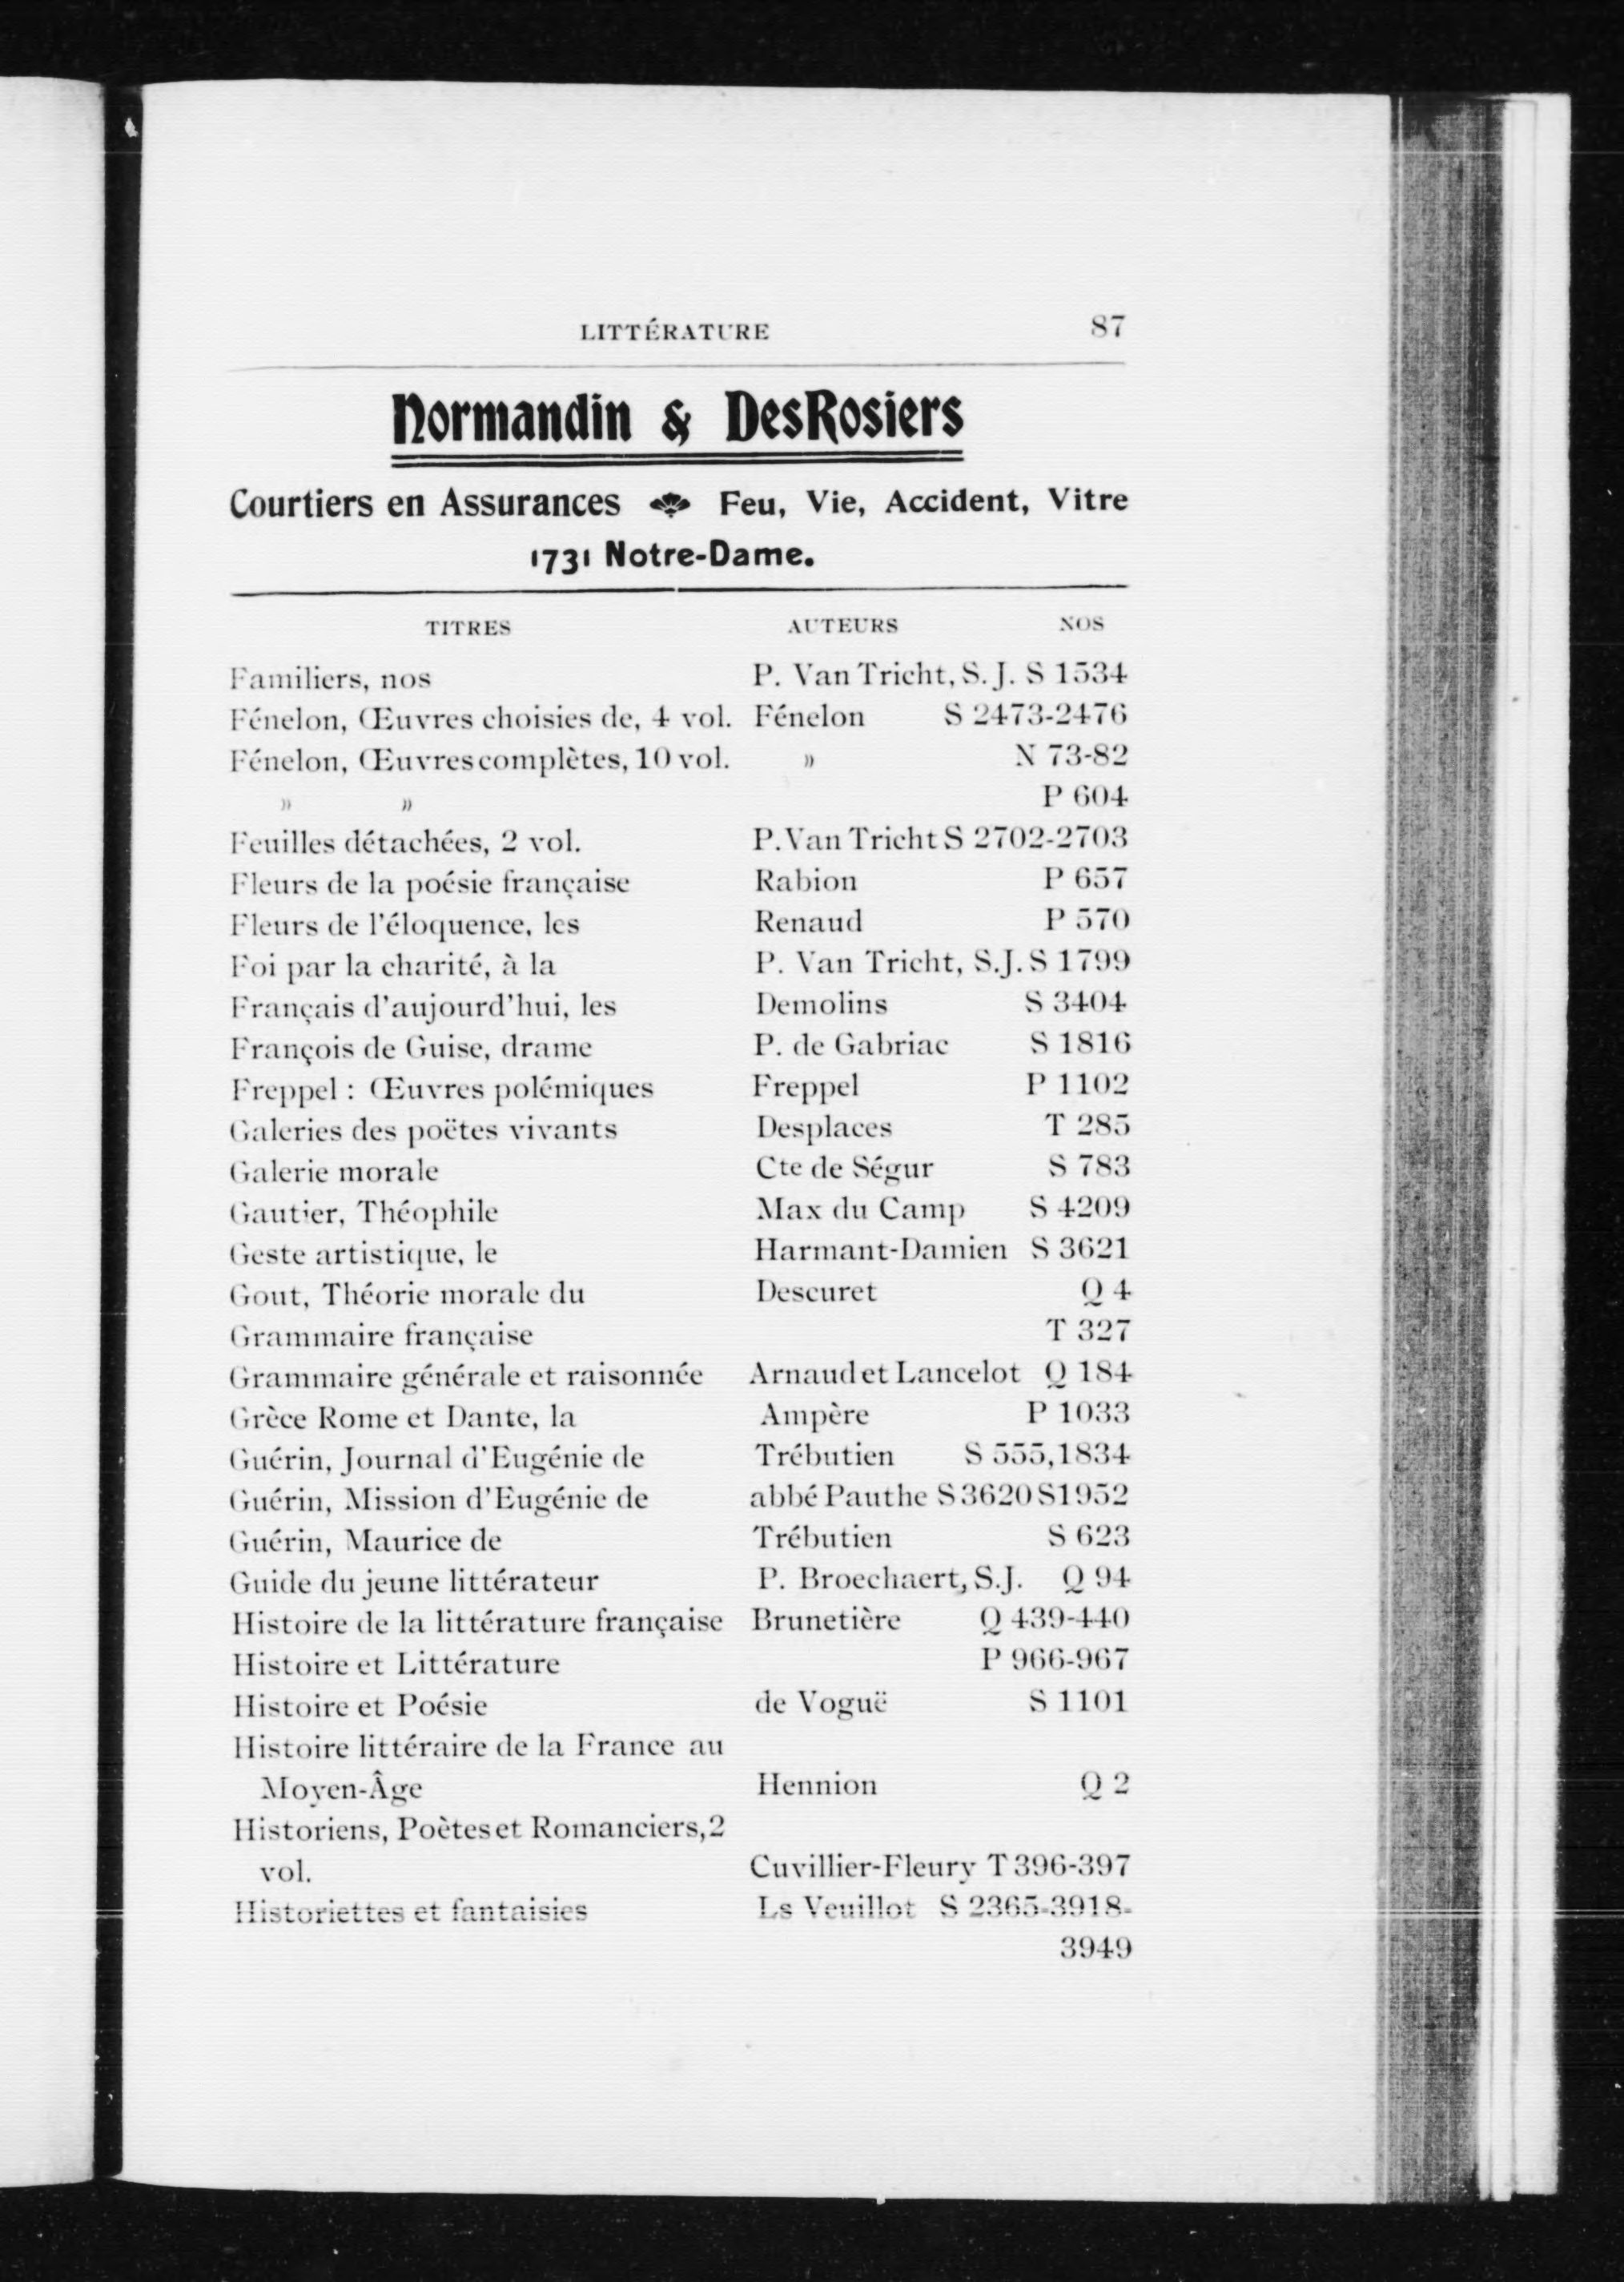 LITTÉRATURE 87
Normandin & DesRosiers
Courtiers en Assurances Feu, Vie, Accident, Vitre
1731 Notre-Dame.
TITRES AUTEURS NOS
Familiers, nos P. Van Tricht, S. J. S 1534
Fénelon, Œuvres choisies de, 4 vol. Fénelon S 2473-2476
Fénelon, Œuvres complètes, 10 vol. » N 73-82
» » P 604
Feuilles détachées, 2 vol. P. Van Tricht S 2702-2703
Fleurs de la poésie française Rabion P 657
Fleurs de l'éloquence, les Renaud P 570
Foi par la charité, à la P. Van Tricht, S.J. S 1799
Français d'aujourd'hui, les Demolins S 3404
François de Guise, drame P. de Gabriac S 1816
Freppel : Œuvres polémiques Freppel P 1102
Galeries des poëtes vivants Desplaces T 285
Galerie morale Cte de Ségur S 783
Gautier, Théophile Max du Camp S 4209
Geste artistique, le Harmant-Damien S 3621
Gout, Théorie morale du Descuret Q 4
Grammaire française T 327
Grammaire générale et raisonnée Arnaud et Lancelot Q 184
Grèce Rome et Dante, la Ampère P 1033
Guérin, Journal d'Eugénie de Trébutien S 555,1834
Guérin, Mission d'Eugénie de abbé Pauthe S 3620 S1952
Guérin, Maurice de Trébutien S 623
Guide du jeune littérateur P. Broechaert, S.J. Q 94
Histoire de la littérature française Brunetière Q 439-440
Histoire et Littérature P 966-967
Histoire et Poésie de Voguë S 1101
Histoire littéraire de la France au
Moyen-Âge Hennion Q 2
Historiens, Poètes et Romanciers, 2
vol. Cuvillier-Fleury T 396-397
Historiettes et fantaisies Ls Veuillot S 2365-3918-
3949